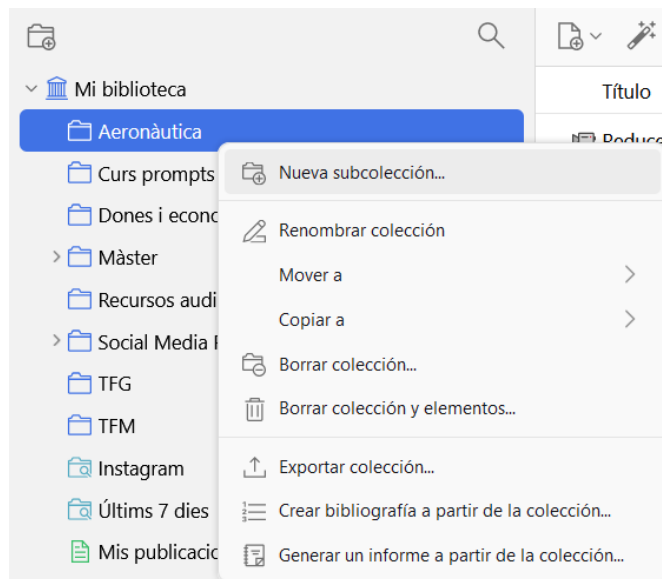 Mi biblioteca
Título
Aeronàutica
Curs prompts
Nueva subcolección...
Dones i econo
Renombrar colección
Màster
Mover a
Recursos audi
Copiar a
Social Media
Borrar colección...
TFG
Borrar colección y elementos...
TFM
Instagram
Exportar colección...
Últims 7 dies
Crear bibliografía a partir de la colección...
Mis publicacio
Generar un informe a partir de la colección...